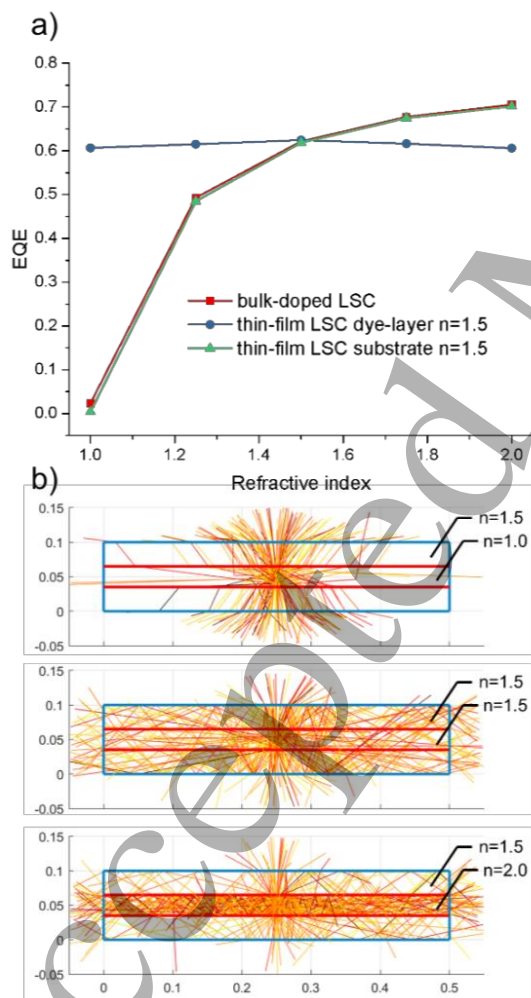 a)
0.8
0.7
0.6
0.5
0.4
0.3
0.2
0.1
0.0
EQE
bulk-doped LSC
thin-film LSC dye-layer n=1.5
thin-film LSC substrate n=1.5
1.0 1.2 1.4 1.6 1.8 2.0
Refractive index
b)
0.15
0.1
0.05
0
-0.05
n=1.5
n=1.0
0.15
0.1
0.05
0
-0.05
n=1.5
n=1.5
0.15
0.1
0.05
0
-0.05
n=1.5
n=2.0
0 0.1 0.2 0.3 0.4 0.5
ccepted